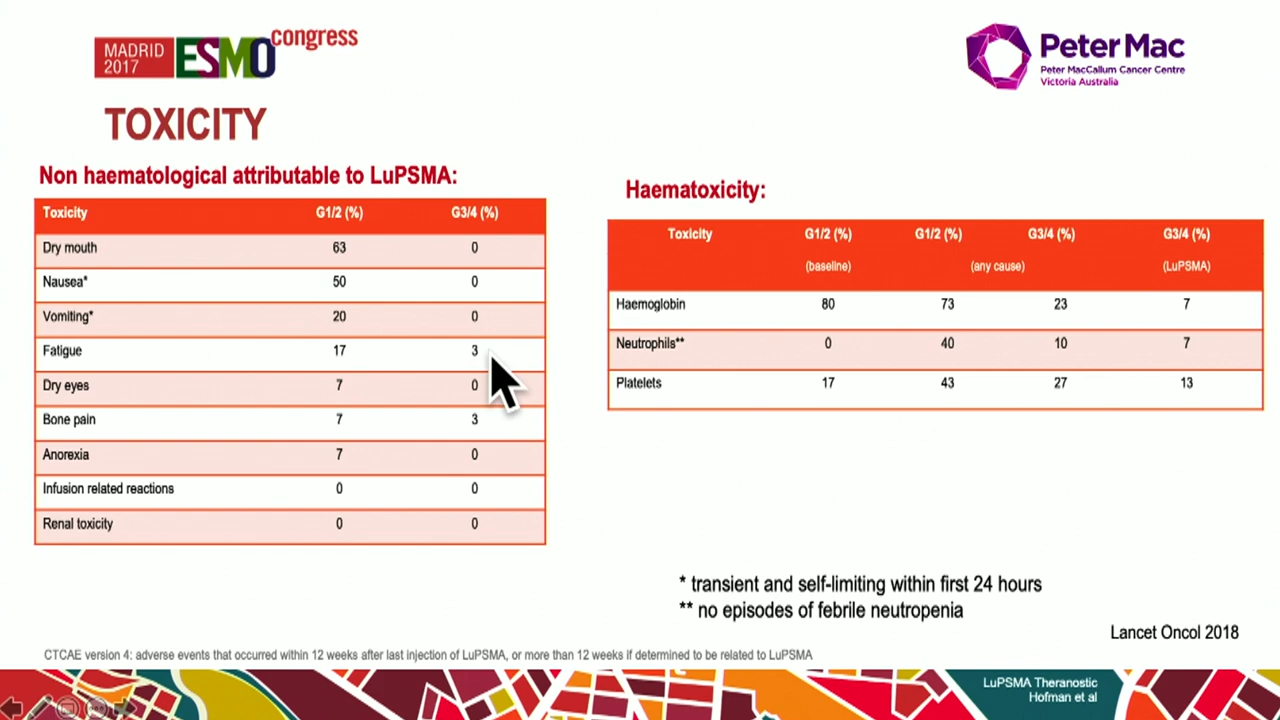 MADRID
2017
ESMO congress
Peter Mac
Peter MacCallum Cancer Centre
Victoria Australia
TOXICITY
Non haematological attributable to LuPSMA:
Toxicity G1/2 (%) G3/4 (%)
Dry mouth 63 0
Nausea* 50 0
Vomiting* 20 0
Fatigue 17 3
Dry eyes 7 0
Bone pain 7 3
Anorexia 7 0
Infusion related reactions 0 0
Renal toxicity 0 0
Haematoxicity:
Toxicity G1/2 (%) G1/2 (%) G3/4 (%) G3/4 (%)
(baseline) (any cause) (LuPSMA)
Haemoglobin 80 73 23 7
Neutrophils** 0 40 10 7
Platelets 17 43 27 13
* transient and self-limiting within first 24 hours
** no episodes of febrile neutropenia
Lancet Oncol 2018
CTCAE version 4; adverse events that occurred within 12 weeks after last injection of LuPSMA, or more than 12 weeks if determined to be related to LuPSMA
LuPSMA Theranostic
Hofman et al